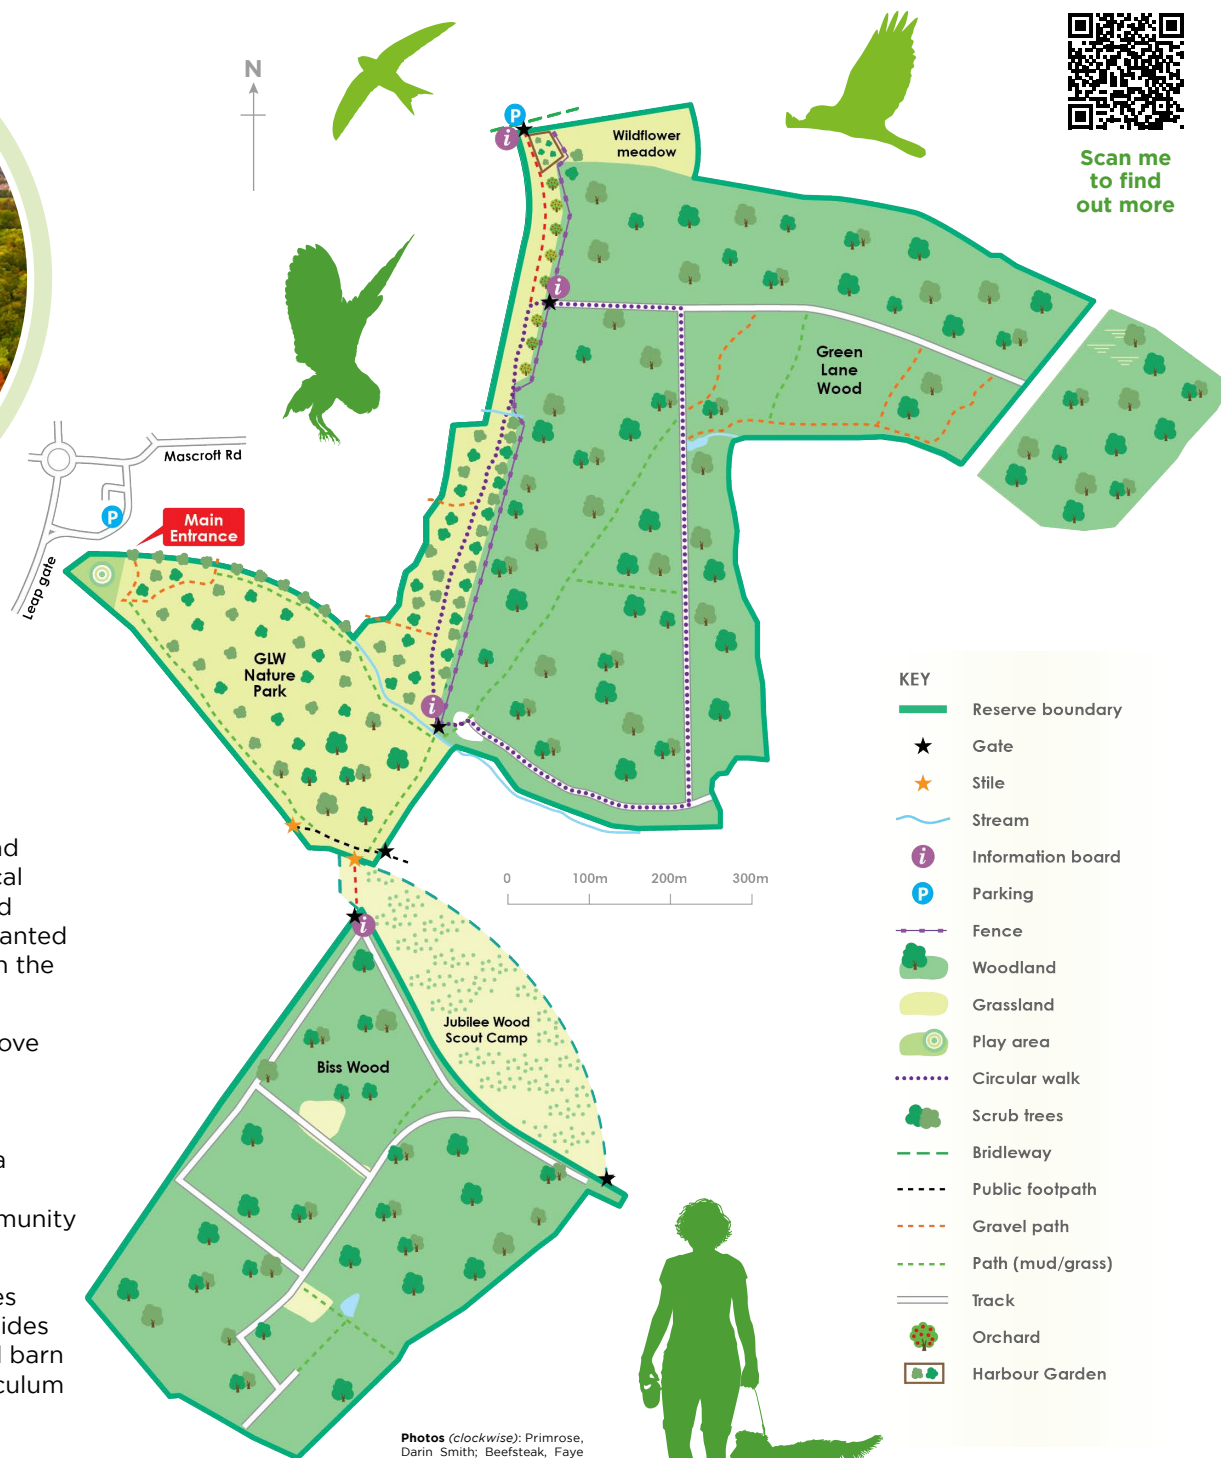 N
P
i
Wildflower
meadow
Scan me
to find
out more
i
Green
Lane
Wood
Mascroft Rd
P
Main
Entrance
Leap gate
GLW
Nature
Park
i
0 100m 200m 300m
i
Jubilee Wood
Scout Camp
Biss Wood
KEY
Reserve boundary
Gate
Stile
Stream
i Information board
P Parking
Fence
Woodland
Grassland
Play area
Circular walk
Scrub trees
Bridleway
Public footpath
Gravel path
Path (mud/grass)
Track
Orchard
Harbour Garden
Photos (clockwise): Primrose,
Darin Smith; Beefsteak, Faye